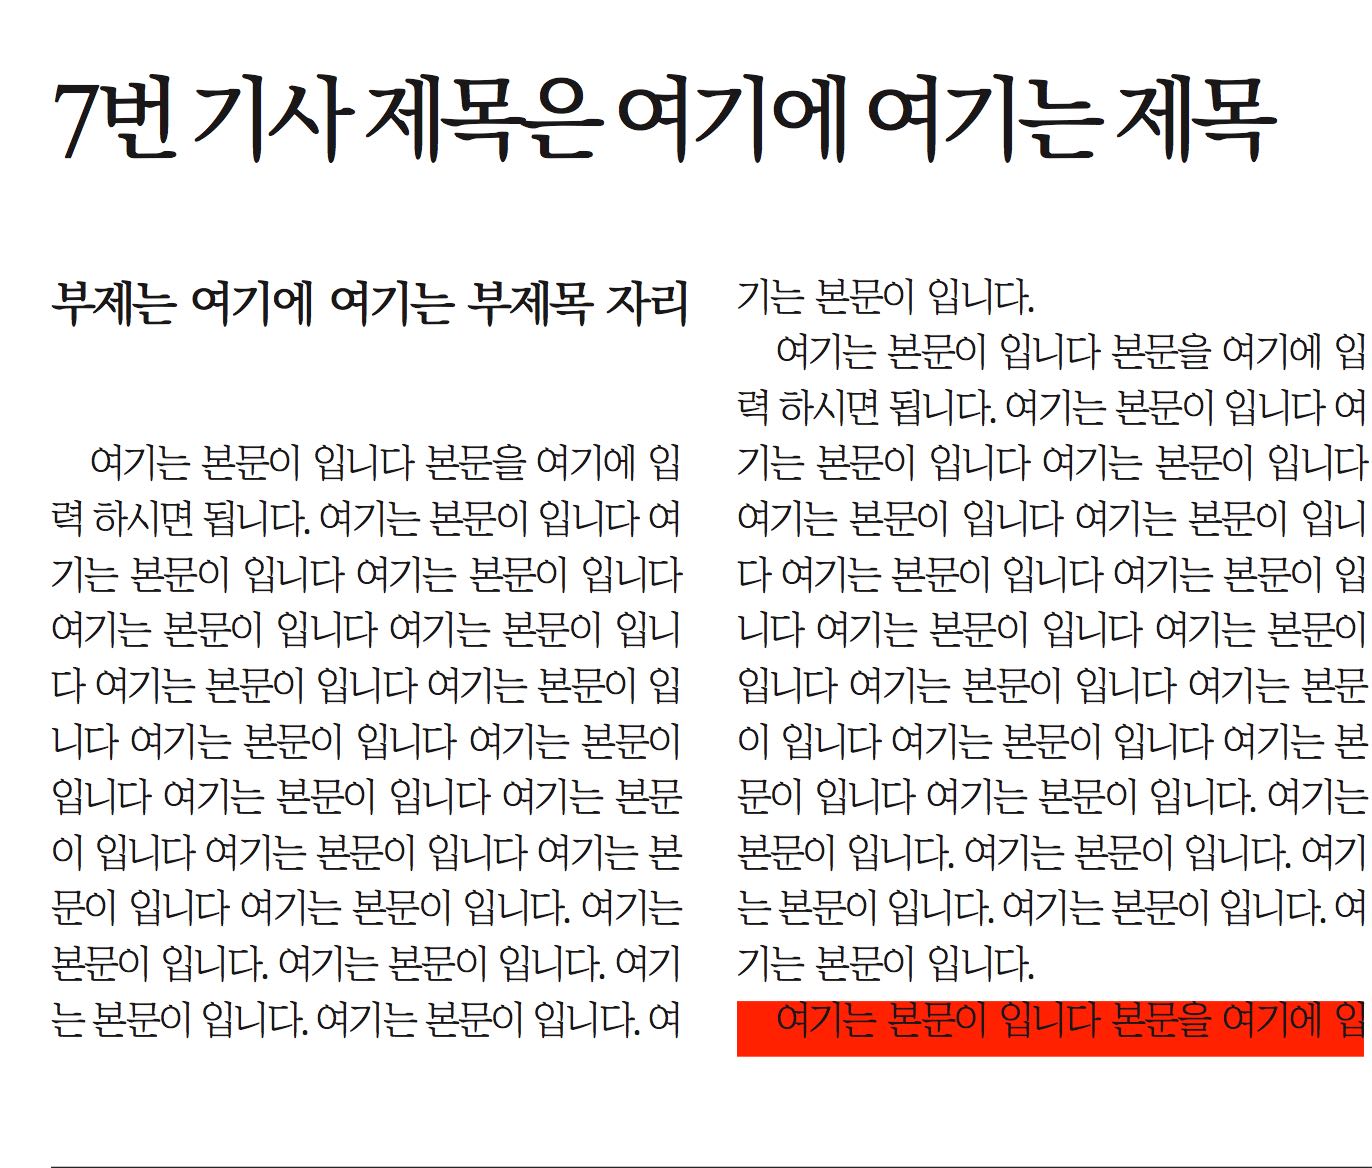 7번 기사 제목은 여기에 여기는 제목
부제는 여기에 여기는 부제목 자리
여기는 본문이 입니다 본문을 여기에 입
력 하시면 됩니다. 여기는 본문이 입니다 여
기는 본문이 입니다 여기는 본문이 입니다
여기는 본문이 입니다 여기는 본문이 입니
다 여기는 본문이 입니다 여기는 본문이 입
니다 여기는 본문이 입니다 여기는 본문이
입니다 여기는 본문이 입니다 여기는 본문
이 입니다 여기는 본문이 입니다 여기는 본
문이 입니다 여기는 본문이 입니다. 여기는
본문이 입니다. 여기는 본문이 입니다. 여기
는 본문이 입니다. 여기는 본문이 입니다. 여
기는 본문이 입니다.
여기는 본문이 입니다 본문을 여기에 입
력 하시면 됩니다. 여기는 본문이 입니다 여
기는 본문이 입니다 여기는 본문이 입니다
여기는 본문이 입니다 여기는 본문이 입니
다 여기는 본문이 입니다 여기는 본문이 입
니다 여기는 본문이 입니다 여기는 본문이
입니다 여기는 본문이 입니다 여기는 본문
이 입니다 여기는 본문이 입니다 여기는 본
문이 입니다 여기는 본문이 입니다. 여기는
본문이 입니다. 여기는 본문이 입니다. 여기
는 본문이 입니다. 여기는 본문이 입니다. 여
기는 본문이 입니다.
여기는 본문이 입니다 본문을 여기에 입